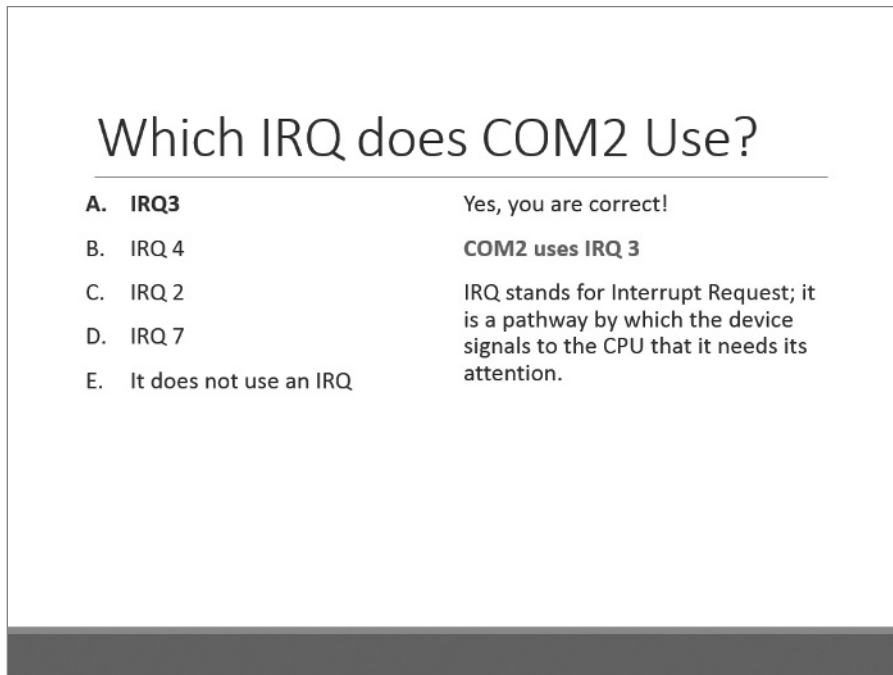 Which IRQ does COM2 Use?
A. IRQ3
B. IRQ 4
C. IRQ 2
D. IRQ 7
E. It does not use an IRQ
Yes, you are correct!
COM2 uses IRQ 3
IRQ stands for Interrupt Request; it
is a pathway by which the device
signals to the CPU that it needs its
attention.